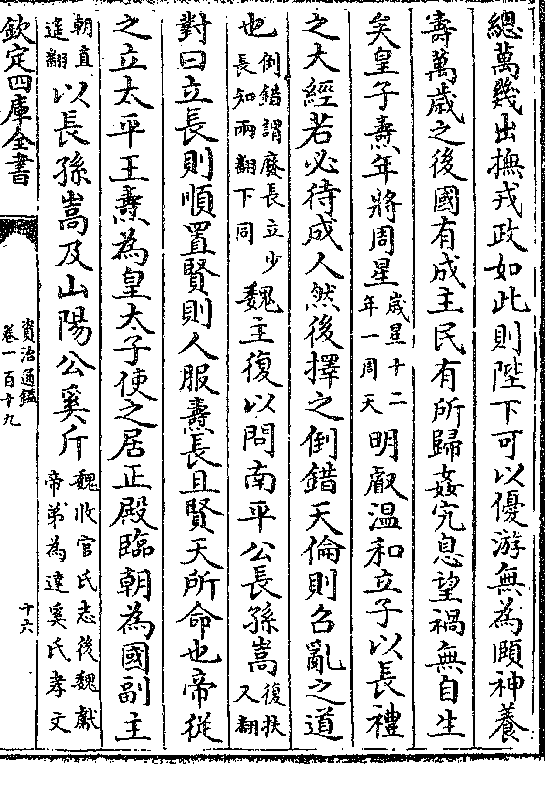 總萬幾出撫戎政如此則陛下可以優游無為頤神養
壽萬歳之後國有成主民有所歸姦宄息望禍無自生
矣皇子燾年將周星歳星十二年一周天明叡温和立子以長禮
之大經若必待成人然後擇之倒錯天倫則召亂之道
也倒錯謂廢長立少長知兩翻下同魏主復以問南平公長孫嵩復扶又翻
對曰立長則順置賢則人服燾長且賢天所命也帝從
之立太平王燾為皇太子使之居正殿臨朝為國副主
朝直遥翻以長孫嵩及山陽公奚斤魏收官氏志後魏獻帝弟為達奚氏孝文
欽定四庫全書
資治通鑑
卷一百十九
十六